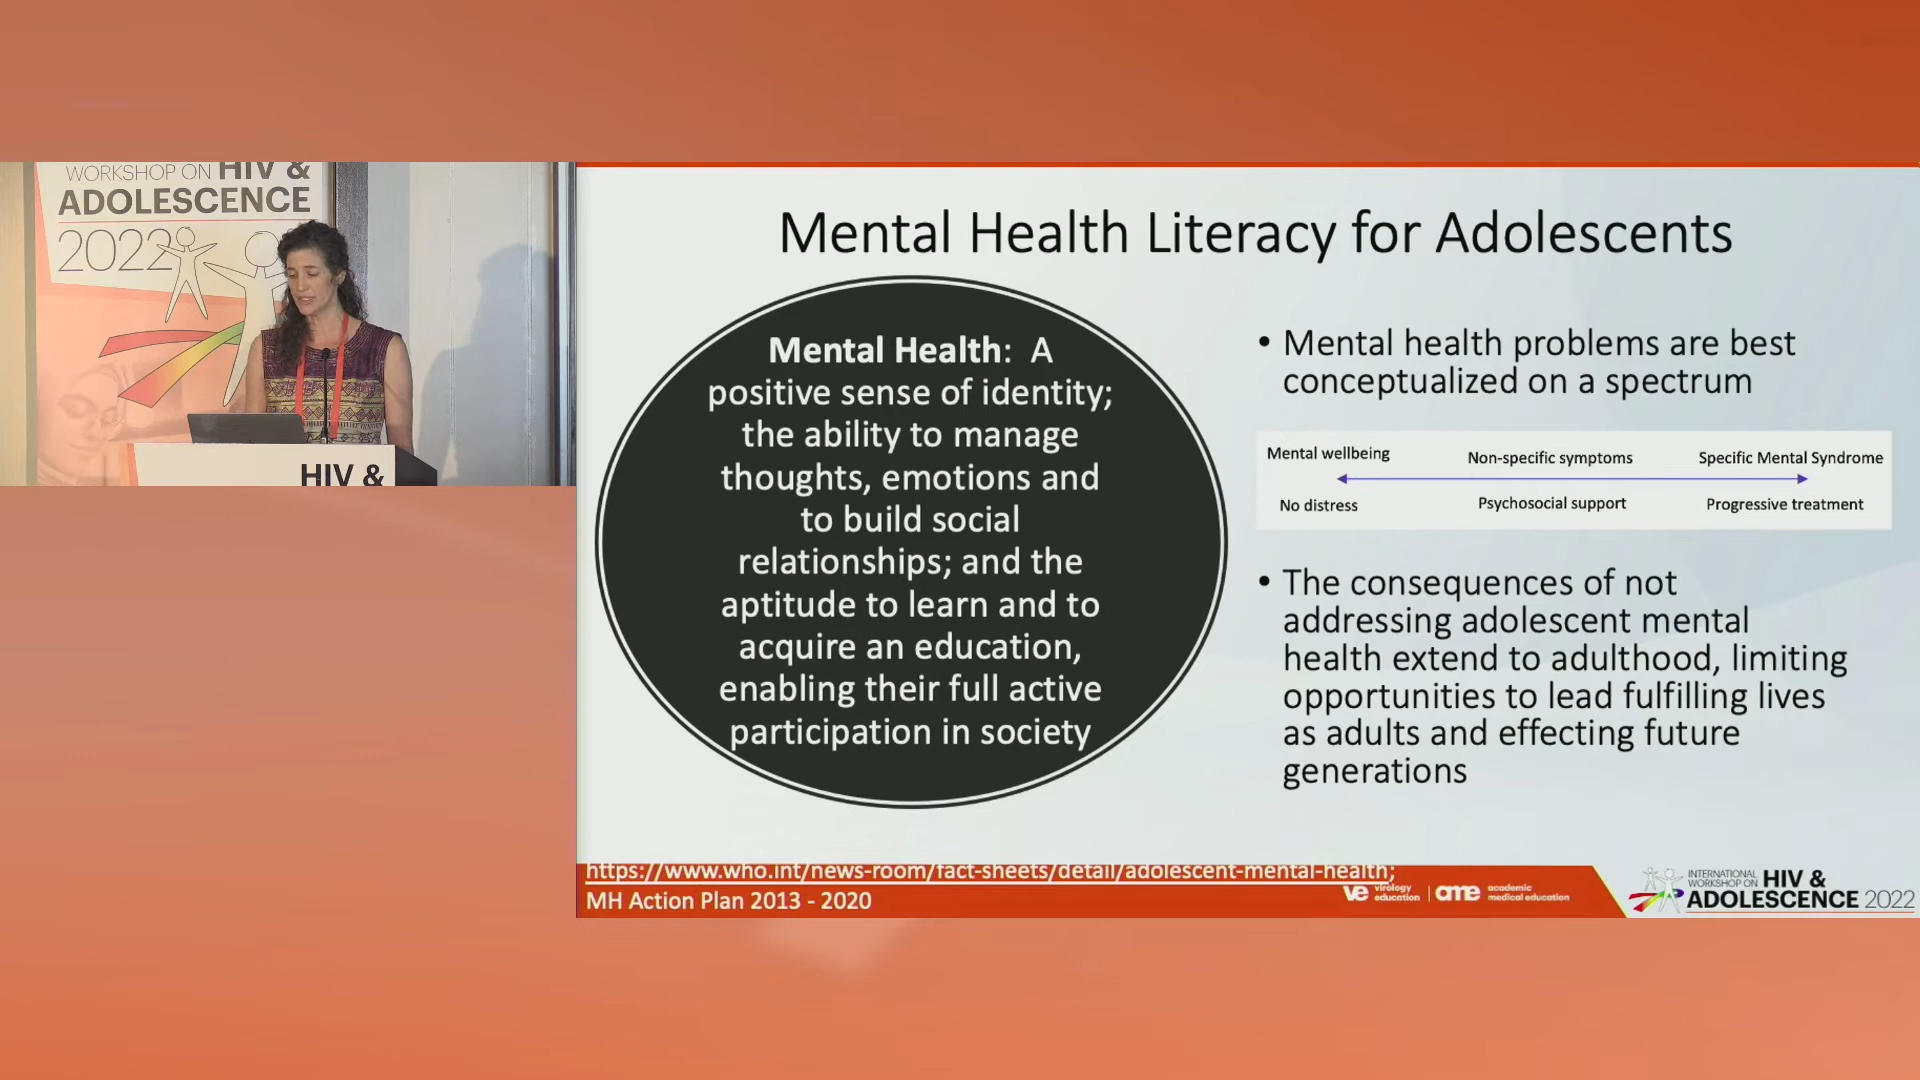 WORKSHOP ON HIV &
ADOLESCENCE
2022
HIV &
Mental Health Literacy for Adolescents
Mental Health: A
positive sense of identity;
the ability to manage
thoughts, emotions and
to build social
relationships; and the
aptitude to learn and to
acquire an education,
enabling their full active
participation in society
• Mental health problems are best
conceptualized on a spectrum
Mental wellbeing
Non-specific symptoms
Specific Mental Syndrome
No distress
Psychosocial support
Progressive treatment
• The consequences of not
addressing adolescent mental
health extend to adulthood, limiting
opportunities to lead fulfilling lives
as adults and effecting future
generations
https://www.who.int/news-room/fact-sheets/detail/adolescent-mental-health;
MH Action Plan 2013 - 2020
ve virology
education
ame academic
medical education
INTERNATIONAL
WORKSHOP ON HIV &
ADOLESCENCE 2022